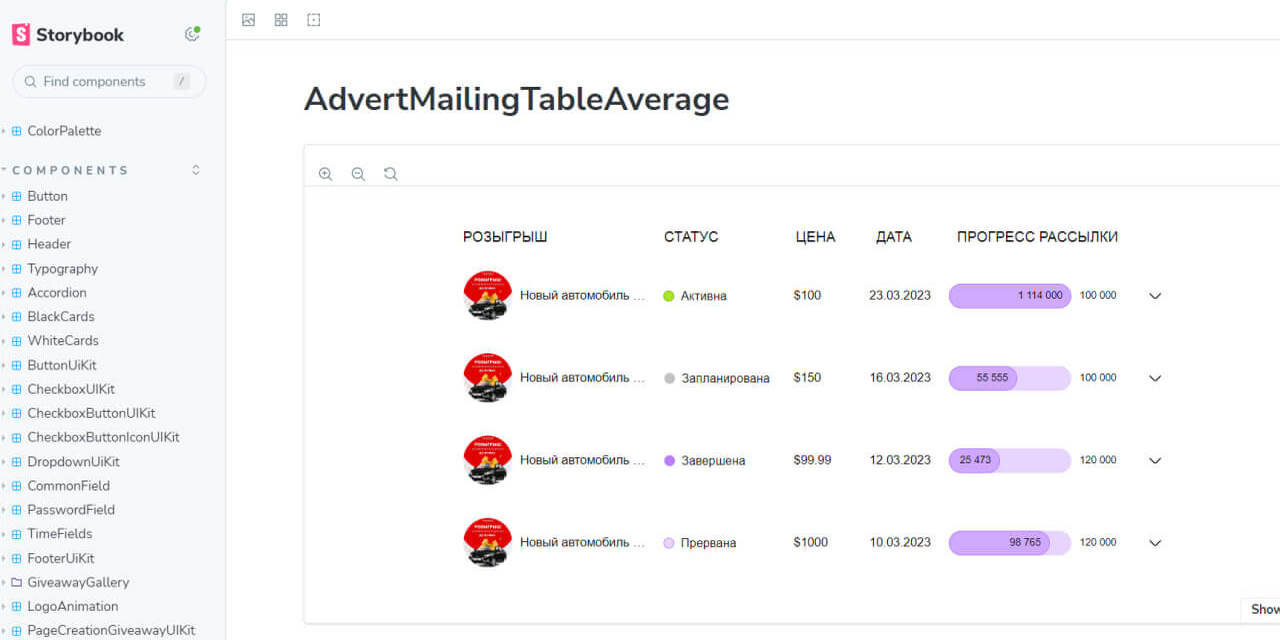 Storybook
Find components /
ColorPalette
COMPONENTS
Button
Footer
Header
Typography
Accordion
BlackCards
WhiteCards
ButtonUiKit
CheckboxUIKit
CheckboxButtonUIKit
CheckboxButtonIconUIKit
DropdownUiKit
CommonField
PasswordField
TimeFields
FooterUiKit
GiveawayGallery
LogoAnimation
PageCreationGiveawayUIKit
AdvertMailingTableAverage
РОЗЫГРЫШ СТАТУС ЦЕНА ДАТА ПРОГРЕСС РАССЫЛКИ
Новый автомобиль ... Активна $100 23.03.2023 1 114 000 100 000
Новый автомобиль ... Запланирована $150 16.03.2023 55 555 100 000
Новый автомобиль ... Завершена $99.99 12.03.2023 25 473 120 000
Новый автомобиль ... Прервана $1000 10.03.2023 98 765 120 000
Show